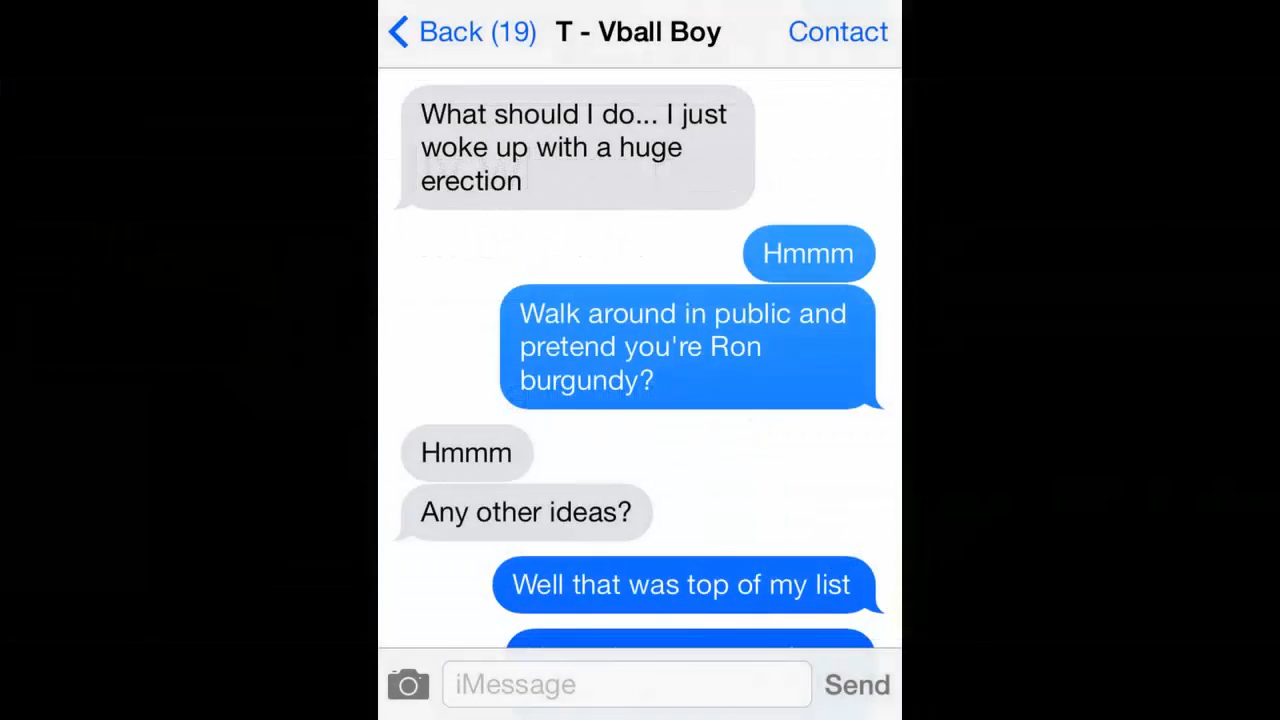 Back (19) T - Vball Boy Contact
What should I do... I just
woke up with a huge
erection
Hmmm
Walk around in public and
pretend you're Ron
burgundy?
Hmmm
Any other ideas?
Well that was top of my list
iMessage Send